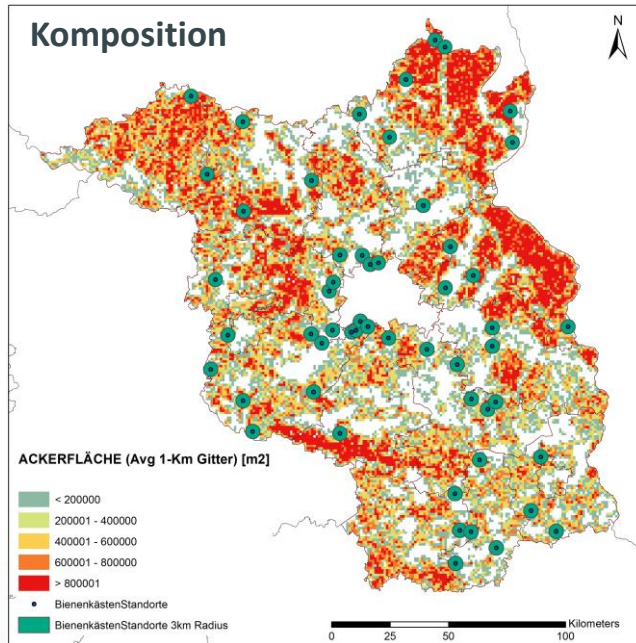 Komposition
N
ACKERFLÄCHE (Avg 1-Km Gitter) [m2]
< 200000
200001 - 400000
400001 - 600000
600001 - 800000
> 800001
BienenkästenStandorte
BienenkästenStandorte 3km Radius
Kilometers
0 25 50 100